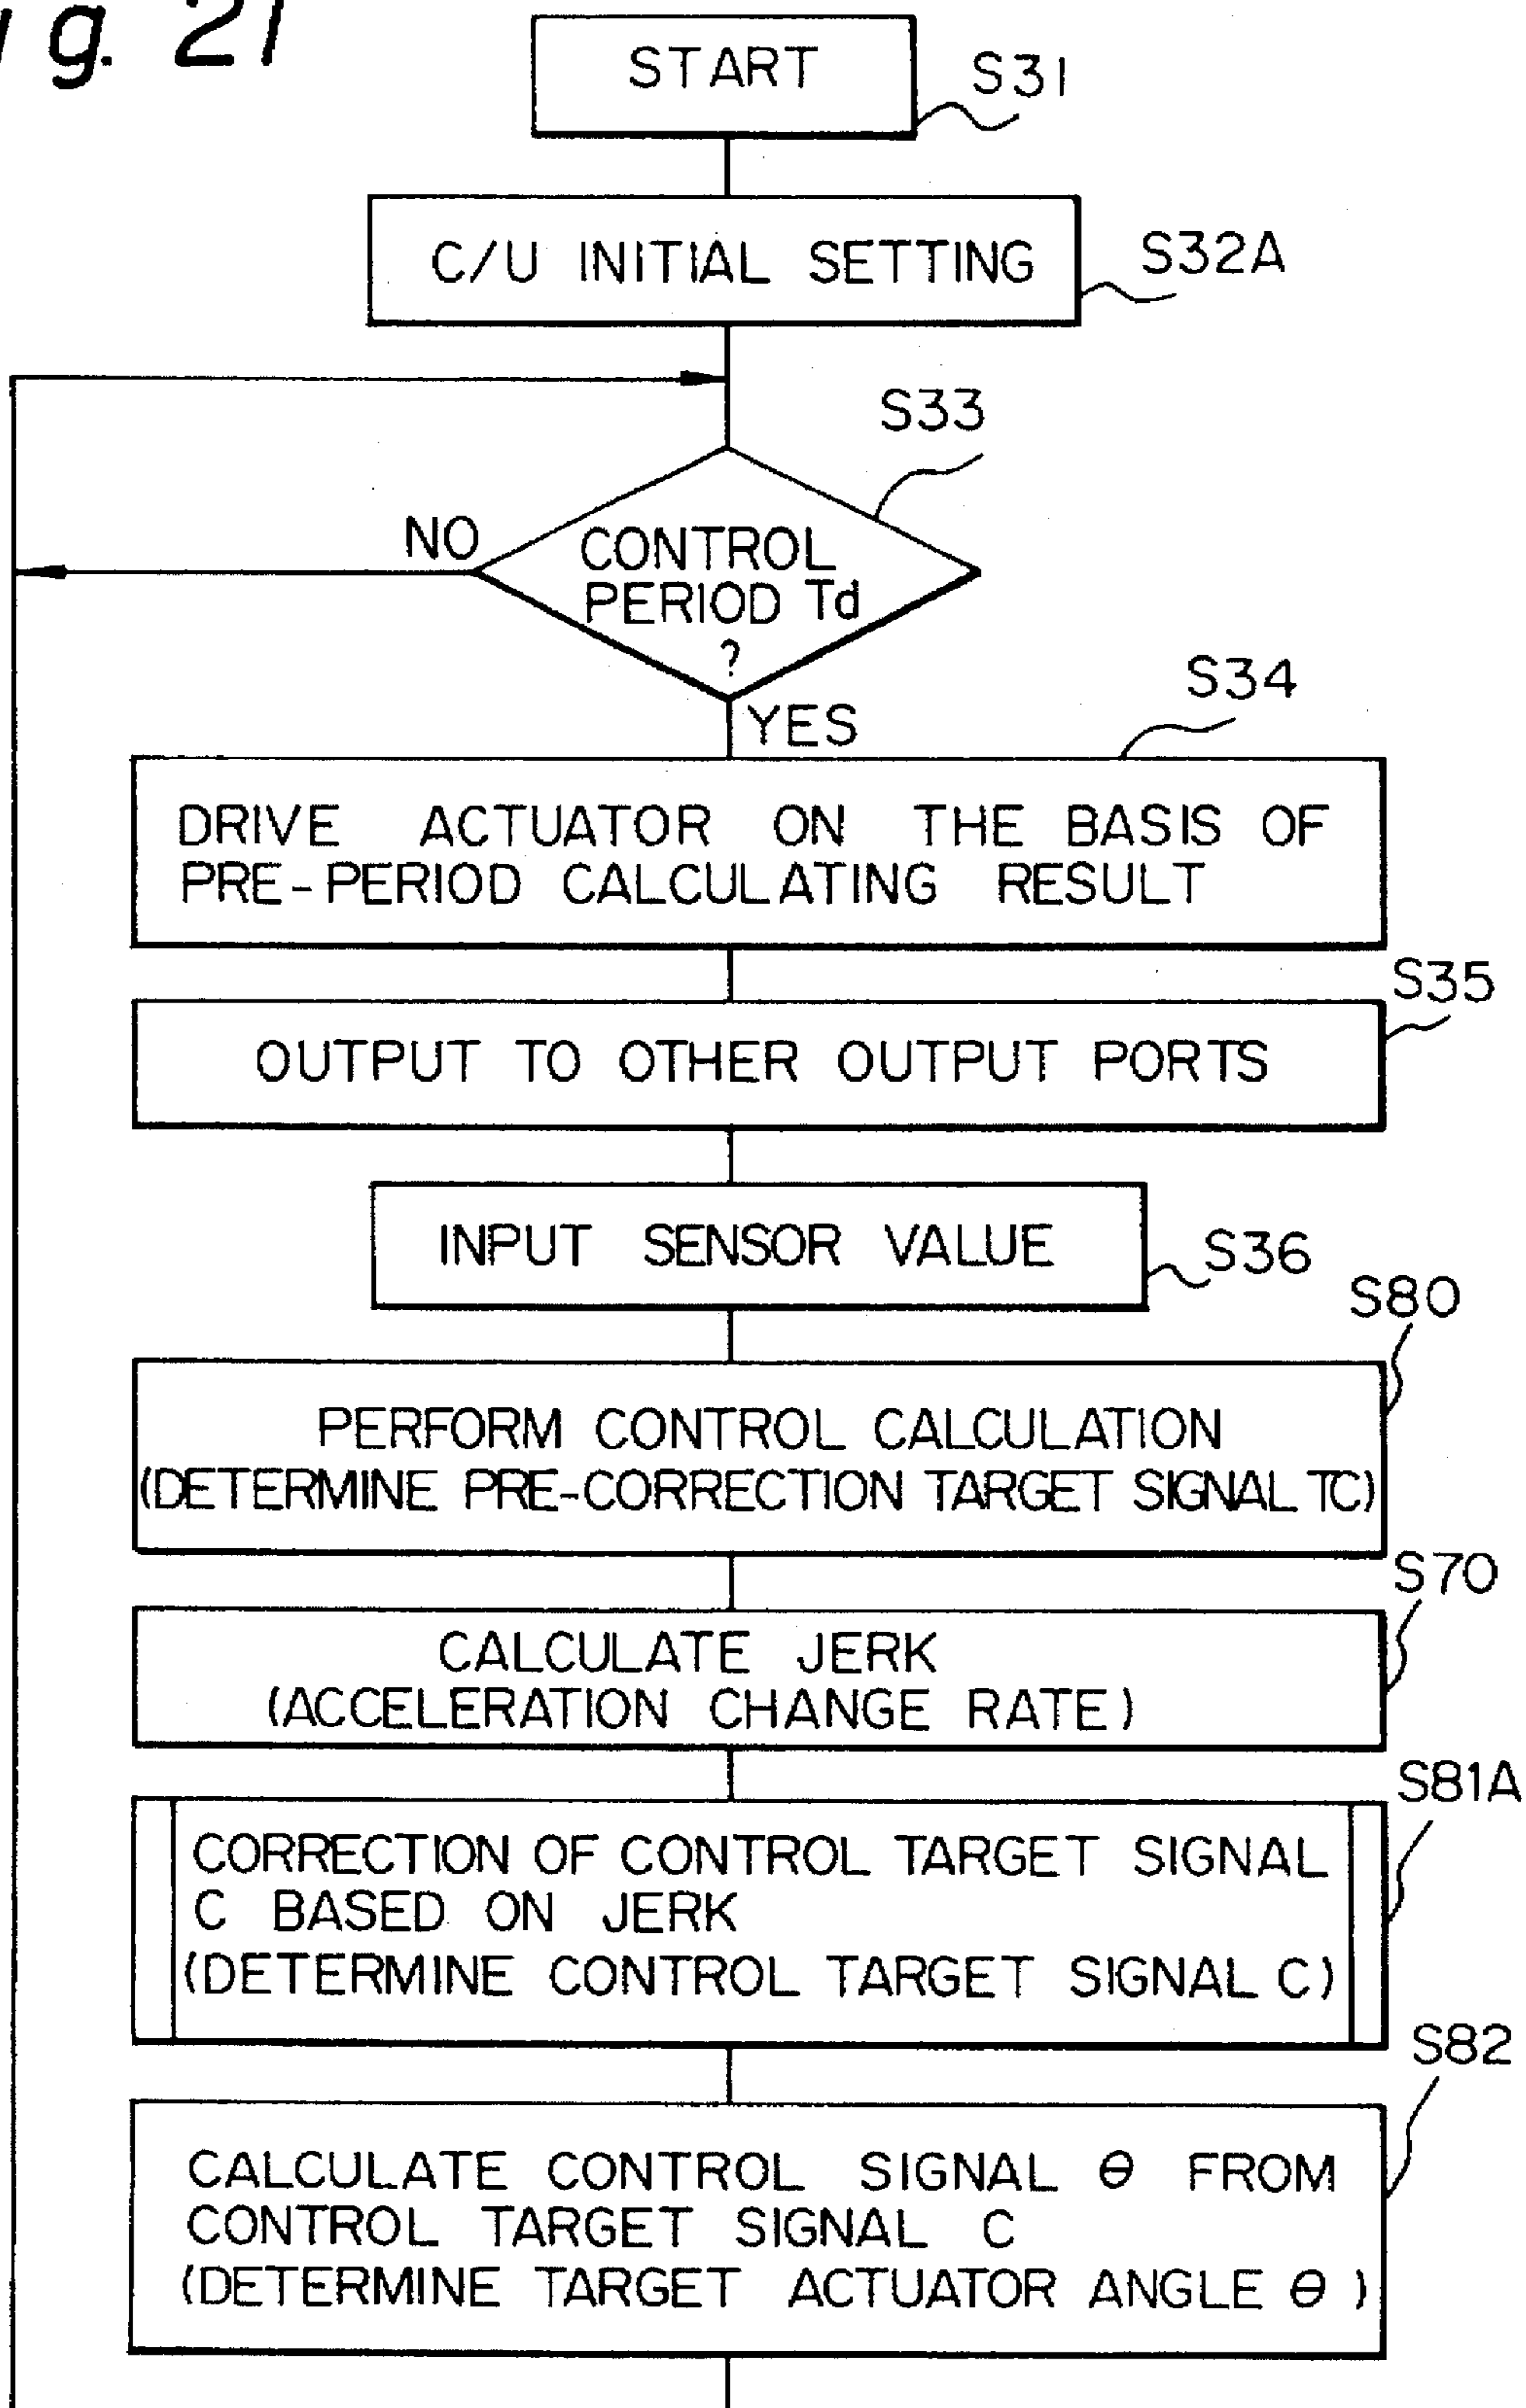 ig. 21
START
S31
C/U INITIAL SETTING
S32A
S33
NO
CONTROL
PERIOD Td
?
YES
S34
DRIVE ACTUATOR ON THE BASIS OF
PRE-PERIOD CALCULATING RESULT
S35
OUTPUT TO OTHER OUTPUT PORTS
INPUT SENSOR VALUE
S36
S80
PERFORM CONTROL CALCULATION
(DETERMINE PRE-CORRECTION TARGET SIGNAL TC)
S70
CALCULATE JERK
(ACCELERATION CHANGE RATE)
S81A
CORRECTION OF CONTROL TARGET SIGNAL
C BASED ON JERK
(DETERMINE CONTROL TARGET SIGNAL C)
S82
CALCULATE CONTROL SIGNAL θ FROM
CONTROL TARGET SIGNAL C
(DETERMINE TARGET ACTUATOR ANGLE θ)